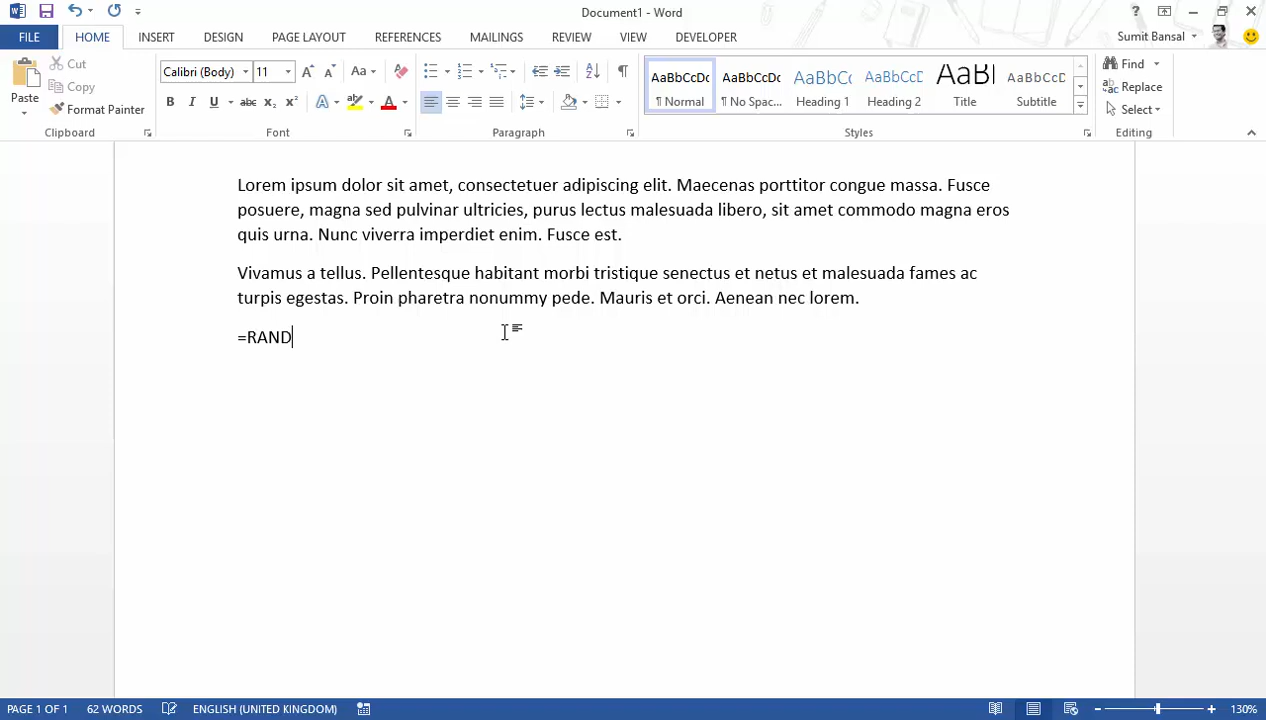 Document1 - Word
FILE HOME INSERT DESIGN PAGE LAYOUT REFERENCES MAILINGS REVIEW VIEW DEVELOPER Sumit Bansal
Paste
Cut
Copy
Format Painter
Clipboard
Calibri (Body) 11
Font
Paragraph
AaBbCcDc AaBbCcDc AaBbCc AaBbCcD AaBl AaBbCcD
¶ Normal ¶ No Spac... Heading 1 Heading 2 Title Subtitle
Styles
Find
Replace
Select
Editing
Lorem ipsum dolor sit amet, consectetuer adipiscing elit. Maecenas porttitor congue massa. Fusce
posuere, magna sed pulvinar ultricies, purus lectus malesuada libero, sit amet commodo magna eros
quis urna. Nunc viverra imperdiet enim. Fusce est.
Vivamus a tellus. Pellentesque habitant morbi tristique senectus et netus et malesuada fames ac
turpis egestas. Proin pharetra nonummy pede. Mauris et orci. Aenean nec lorem.
=RAND
PAGE 1 OF 1 62 WORDS ENGLISH (UNITED KINGDOM) 130%